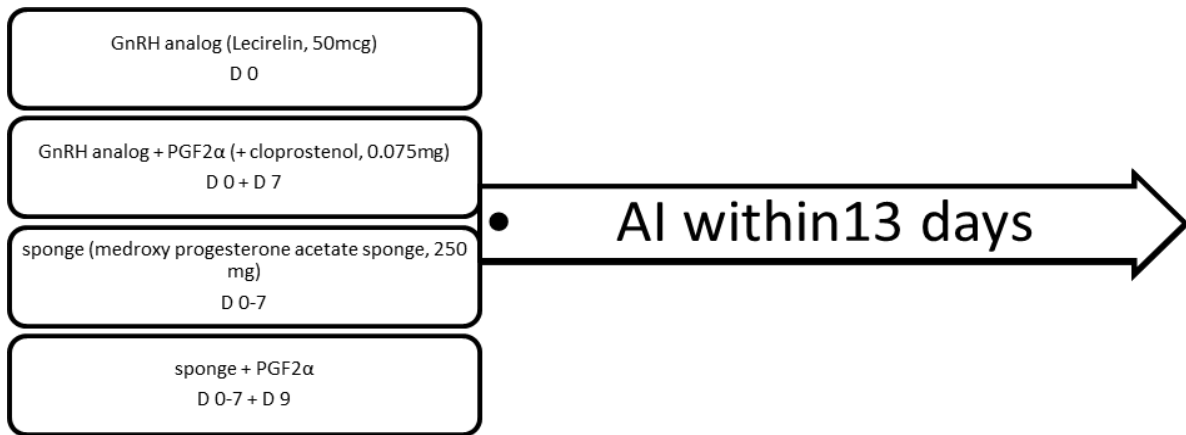 GnRH analog (Lecirelin, 50mcg)
D 0
GnRH analog + PGF2α (+ cloprostenol, 0.075mg)
D 0 + D 7
sponge (medroxy progesterone acetate sponge, 250
mg)
D 0-7
sponge + PGF2α
D 0-7 + D 9
• AI within13 days